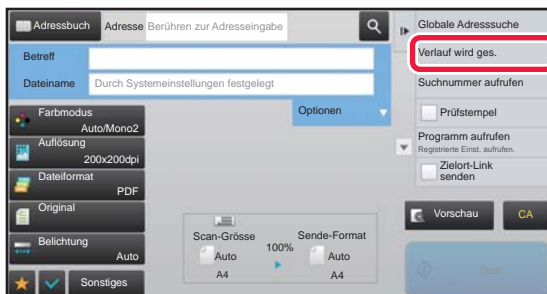 Adressbuch
Adresse
Berühren zur Adresseingabe
Globale Adresssuche
Betreff
Verlauf wird ges.
Dateiname
Durch Systemeinstellungen festgelegt
Suchnummer aufrufen
Optionen
Farbmodus
Auto/Mono2
Prüfstempel
Auflösung
200x200dpi
Programm aufrufen
Registrierte Einst. aufrufen.
Dateiformat
PDF
Zielort-Link
senden
Original
Vorschau
CA
Belichtung
Auto
Scan-Grösse
100%
Sende-Format
Auto
Auto
A4
A4
Sonstiges
Start